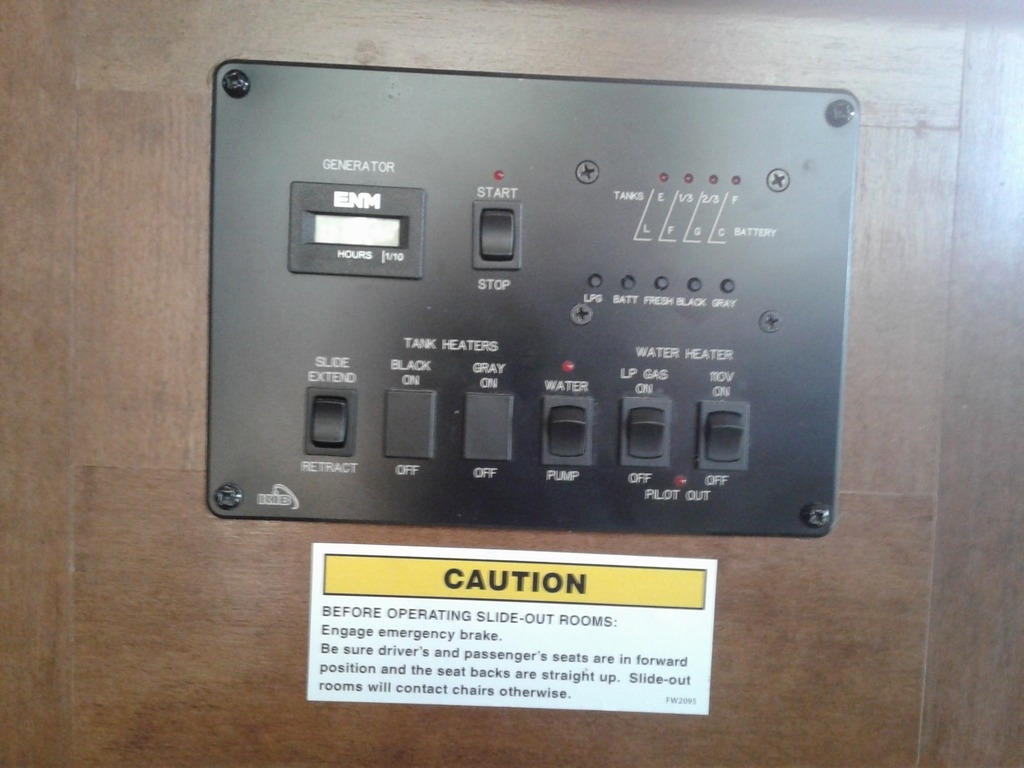 GENERATOR
ENM
HOURS 1/10
START
STOP
TANKS E 1/3 2/3 F
L F G C BATTERY
LPG BATT FRESH BLACK GRAY
TANK HEATERS
WATER HEATER
SLIDE
EXTEND
RETRACT
BLACK
ON
OFF
GRAY
ON
OFF
WATER
PUMP
LP GAS
ON
OFF
110V
ON
OFF
PILOT OUT
KIB
CAUTION
BEFORE OPERATING SLIDE-OUT ROOMS:
Engage emergency brake.
Be sure driver's and passenger's seats are in forward
position and the seat backs are straight up. Slide-out
rooms will contact chairs otherwise.
FW2095